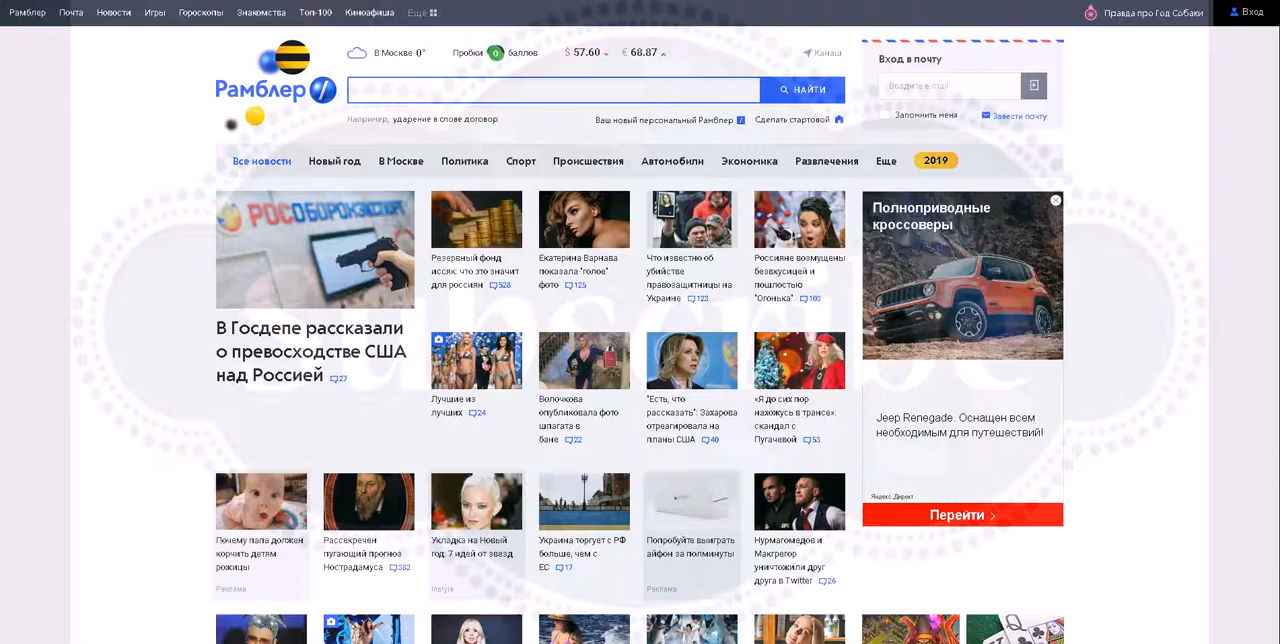 Рамблер Почта Новости Игры Гороскопы Знакомства Топ-100 Киноафиша Ещё
Правда про Год Собаки
Вход
Рамблер
В Москве 0°
Пробки 0 баллов
$ 57.60
€ 68.87
Канаш
НАЙТИ
Например, ударение в слове договор
Ваш новый персональный Рамблер
Сделать стартовой
Вход в почту
Введите e-mail
Запомнить меня
Завести почту
Все новости Новый год В Москве Политика Спорт Происшествия Автомобили Экономика Развлечения Еще 2019
РОСОБОРОНЭКСПОРТ
В Госдепе рассказали
о превосходстве США
над Россией 27
Резервный фонд
иссяк: что это значит
для россиян 528
Екатерина Варнава
показала "голое"
фото 125
Что известно об
убийстве
правозащитницы на
Украине 123
Россияне возмущены
безвкусицей и
пошлостью
"Огонька" 103
Лучшие из
лучших 24
Волочкова
опубликовала фото
шпагата в
бане 22
"Есть, что
рассказать": Захарова
отреагировала на
планы США 40
«Я до сих пор
нахожусь в трансе»:
скандал с
Пугачевой 53
Полноприводные
кроссоверы
Jeep Renegade. Оснащен всем
необходимым для путешествий!
Яндекс.Директ
Перейти
Почему папа должен
корчить детям
рожицы
Реклама
Рассекречен
пугающий прогноз
Нострадамуса 382
Укладка на Новый
год: 7 идей от звезд
Instyle
Украина торгует с РФ
больше, чем с
ЕС 17
Попробуйте выиграть
айфон за полминуты
Реклама
Нурмагомедов и
Макгрегор
уничтожили друг
друга в Twitter 26
subscribe